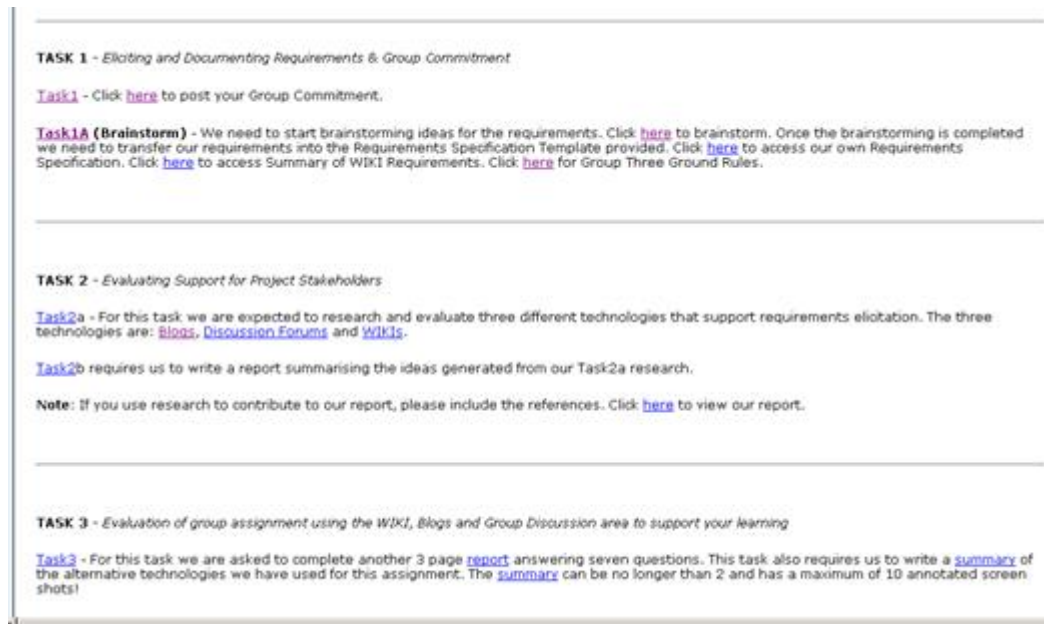 TASK 1 - Eliciting and Documenting Requirements & Group Commitment
Task1 - Click here to post your Group Commitment.
Task1A (Brainstorm) - We need to start brainstorming ideas for the requirements. Click here to brainstorm. Once the brainstorming is completed
we need to transfer our requirements into the Requirements Specification Template provided. Click here to access our own Requirements
Specification. Click here to access Summary of WIKI Requirements. Click here for Group Three Ground Rules.
TASK 2 - Evaluating Support for Project Stakeholders
Task2a - For this task we are expected to research and evaluate three different technologies that support requirements elicitation. The three
technologies are: Blogs, Discussion Forums and WIKIs.
Task2b requires us to write a report summarising the ideas generated from our Task2a research.
Note: If you use research to contribute to our report, please include the references. Click here to view our report.
TASK 3 - Evaluation of group assignment using the WIKI, Blogs and Group Discussion area to support your learning
Task3 - For this task we are asked to complete another 3 page report answering seven questions. This task also requires us to write a summary of
the alternative technologies we have used for this assignment. The summary can be no longer than 2 and has a maximum of 10 annotated screen
shots!